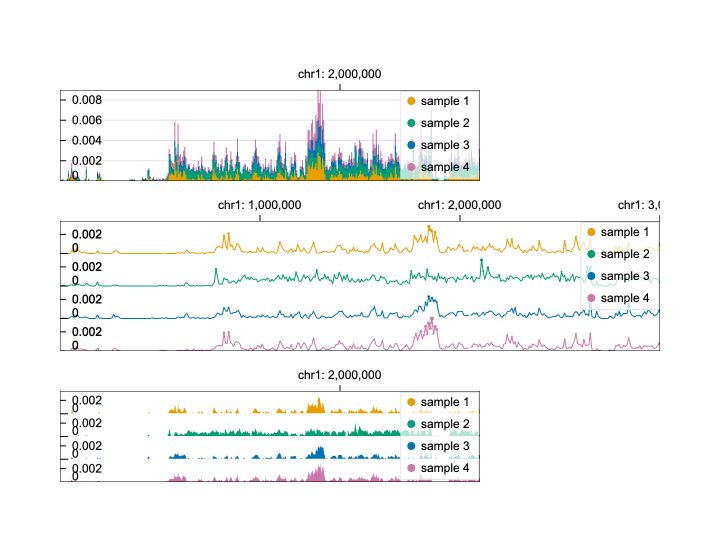 chr1: 2,000,000
0.008
sample 1
sample 2
0.004
sample 3
0.002
sample 4
0
chr1: 1,000,000 chr1: 2,000,000 chr1: 3,0
0.002 sample 1
0
sample 2
0.002
0
0.002 sample 3
0
sample 4
0.002
0
chr1: 2,000,000
0.002 sample 1
0
0.002 sample 2
0
0.002 sample 3
0
0.002 sample 4
0